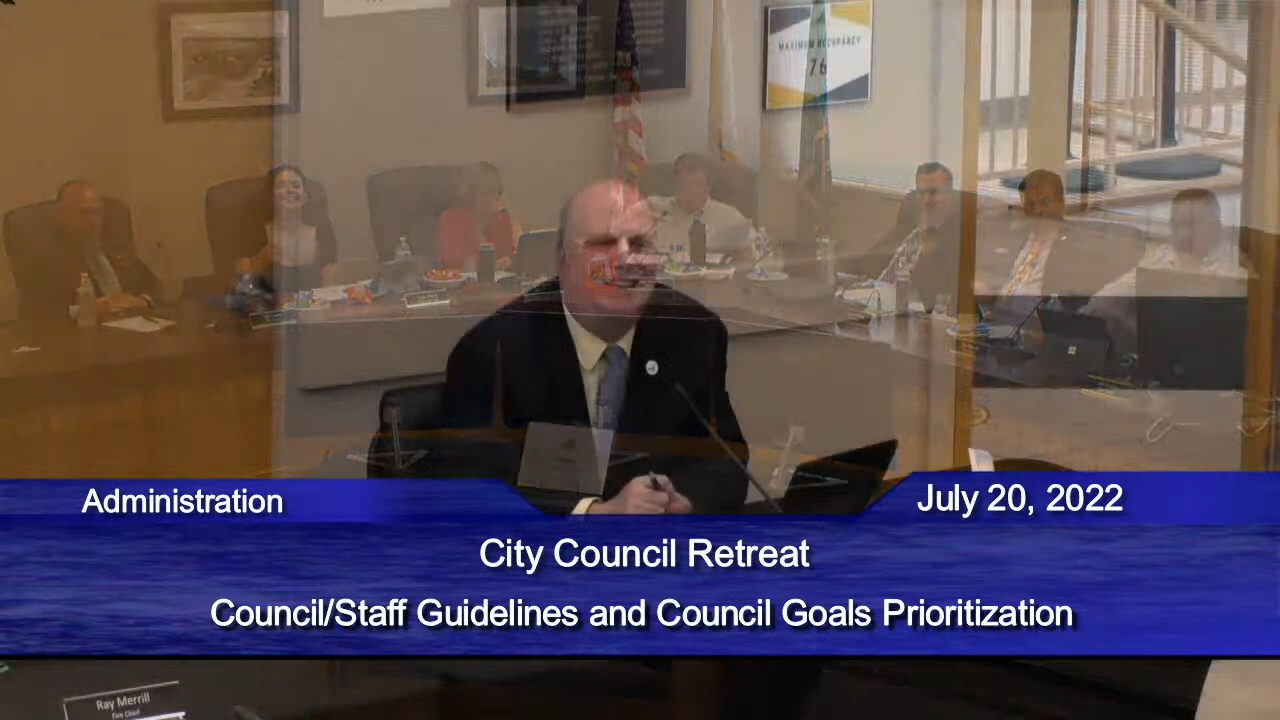 MAXIMUM OCCUPANCY
76
Administration
July 20, 2022
City Council Retreat
Council/Staff Guidelines and Council Goals Prioritization
Ray Merrill
Fire Chief